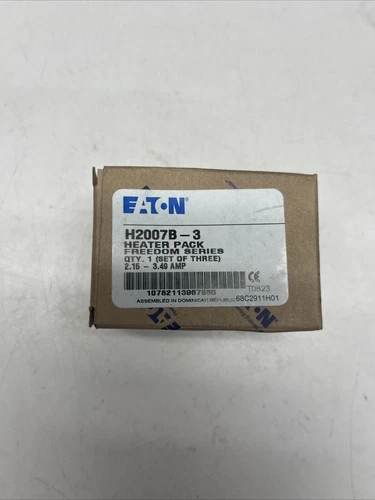 EATON
H2007B-3
HEATER PACK
FREEDOM SERIES
QTY. 1 (SET OF THREE)
2.15 - 3.49 AMP
CE
T0823
ASSEMBLED IN DOMINICAN REPUBLIC
68C2911H01